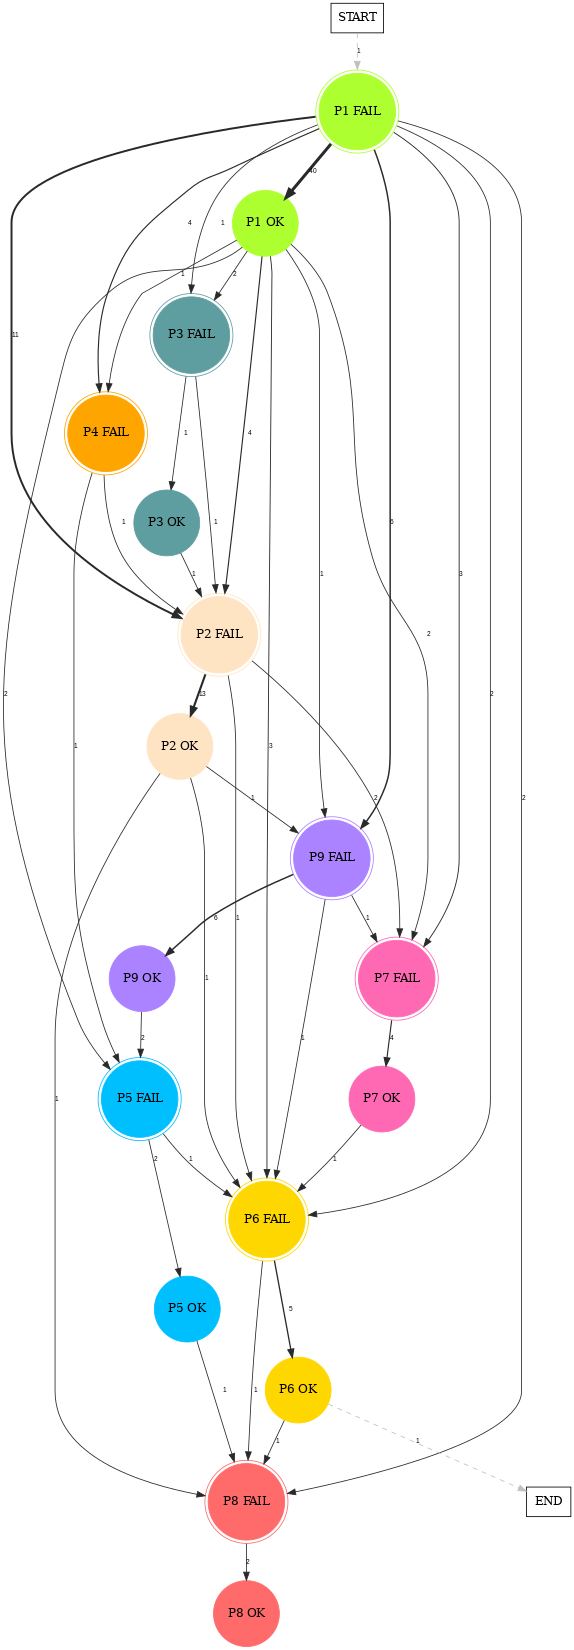 START
1
P1 FAIL
40
P1 OK
4
1
1
2
P3 FAIL
11
P4 FAIL
4
1
1
P3 OK
6
1
3
1
1
2
P2 FAIL
2
13
2
1
3
P2 OK
1
1
2
2
P9 FAIL
6
1
1
P9 OK
1
P7 FAIL
2
1
4
1
P5 FAIL
P7 OK
2
1
1
P6 FAIL
P5 OK
5
1
1
P6 OK
1
1
P8 FAIL
END
2
P8 OK